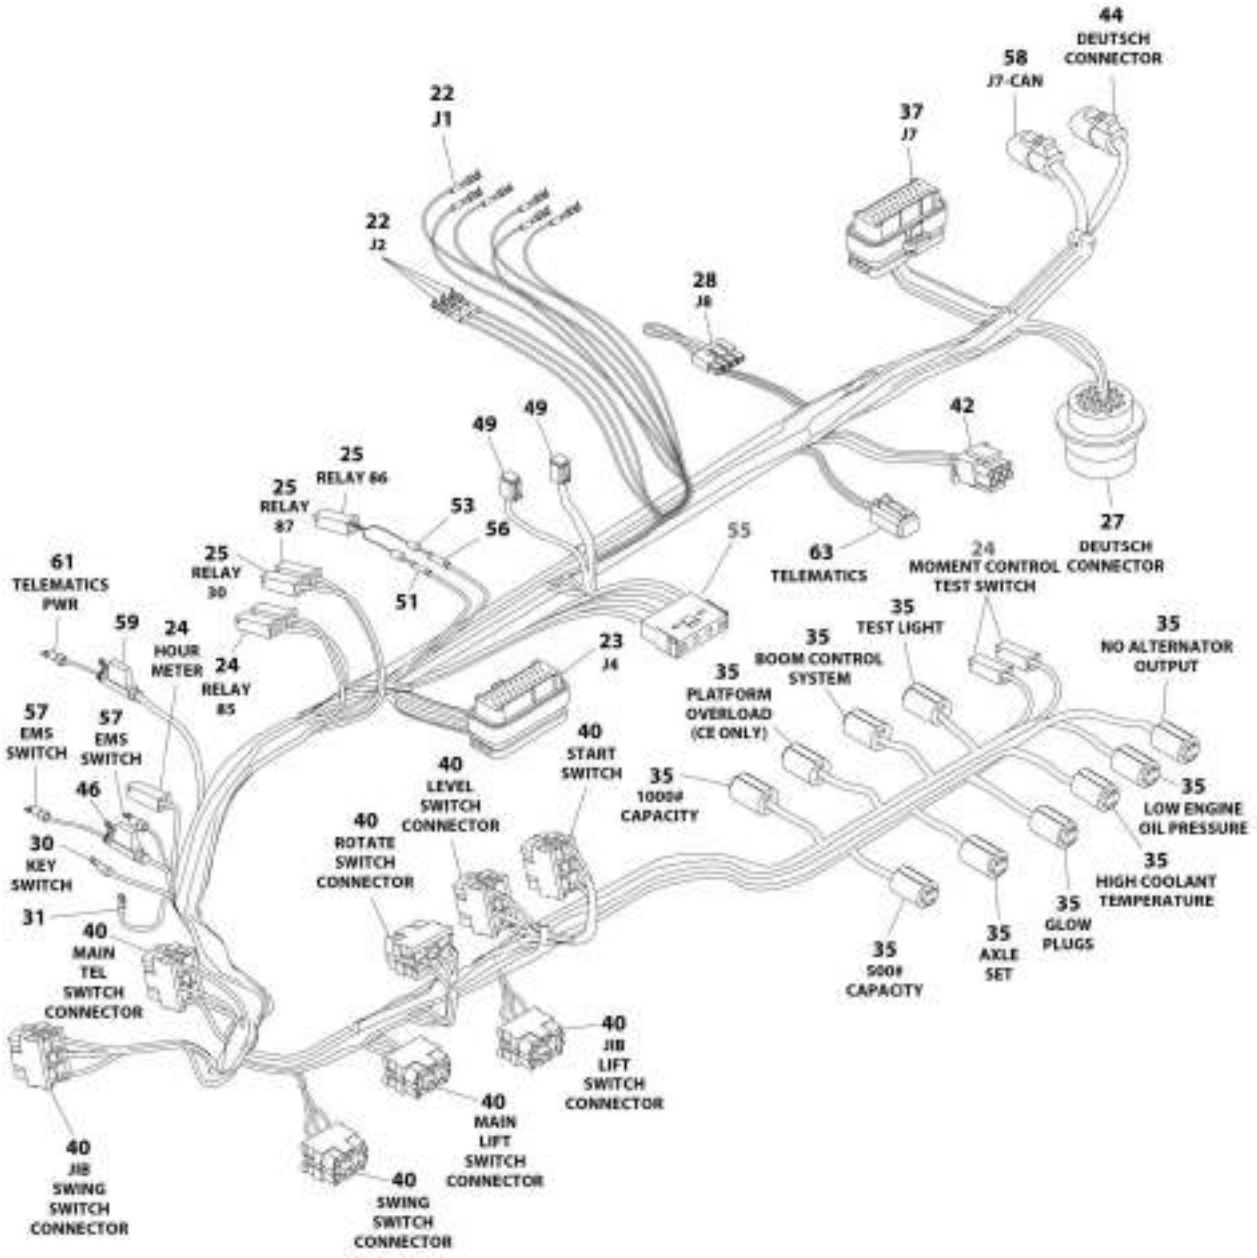 44
DEUTSCH
CONNECTOR
58
J7-CAN
22
J1
37
J7
22
J2
28
J8
49
49
42
25
RELAY 86
25
RELAY
87
53
56
55
27
DEUTSCH
CONNECTOR
63
TELEMATICS
24
MOMENT CONTROL
TEST SWITCH
61
TELEMATICS
PWR
25
RELAY
30
51
59
24
HOUR
METER
24
RELAY
85
23
J4
35
TEST LIGHT
35
NO ALTERNATOR
OUTPUT
35
BOOM CONTROL
SYSTEM
35
PLATFORM
OVERLOAD
(CE ONLY)
57
EMS
SWITCH
57
EMS
SWITCH
40
START
SWITCH
40
LEVEL
SWITCH
CONNECTOR
35
1000#
CAPACITY
35
LOW ENGINE
OIL PRESSURE
46
40
ROTATE
SWITCH
CONNECTOR
30
KEY
SWITCH
35
HIGH COOLANT
TEMPERATURE
31
35
GLOW
PLUGS
40
MAIN
TEL
SWITCH
CONNECTOR
35
AXLE
SET
35
500#
CAPACITY
40
JIB
LIFT
SWITCH
CONNECTOR
40
MAIN
LIFT
SWITCH
CONNECTOR
40
JIB
SWING
SWITCH
CONNECTOR
40
SWING
SWITCH
CONNECTOR